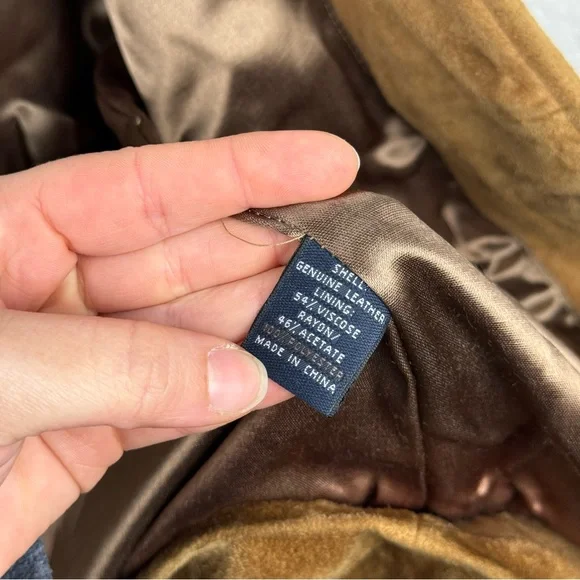 SHELL:
GENUINE LEATHER
LINING:
54% VISCOSE
RAYON/
46% ACETATE
100% POLYESTER
MADE IN CHINA